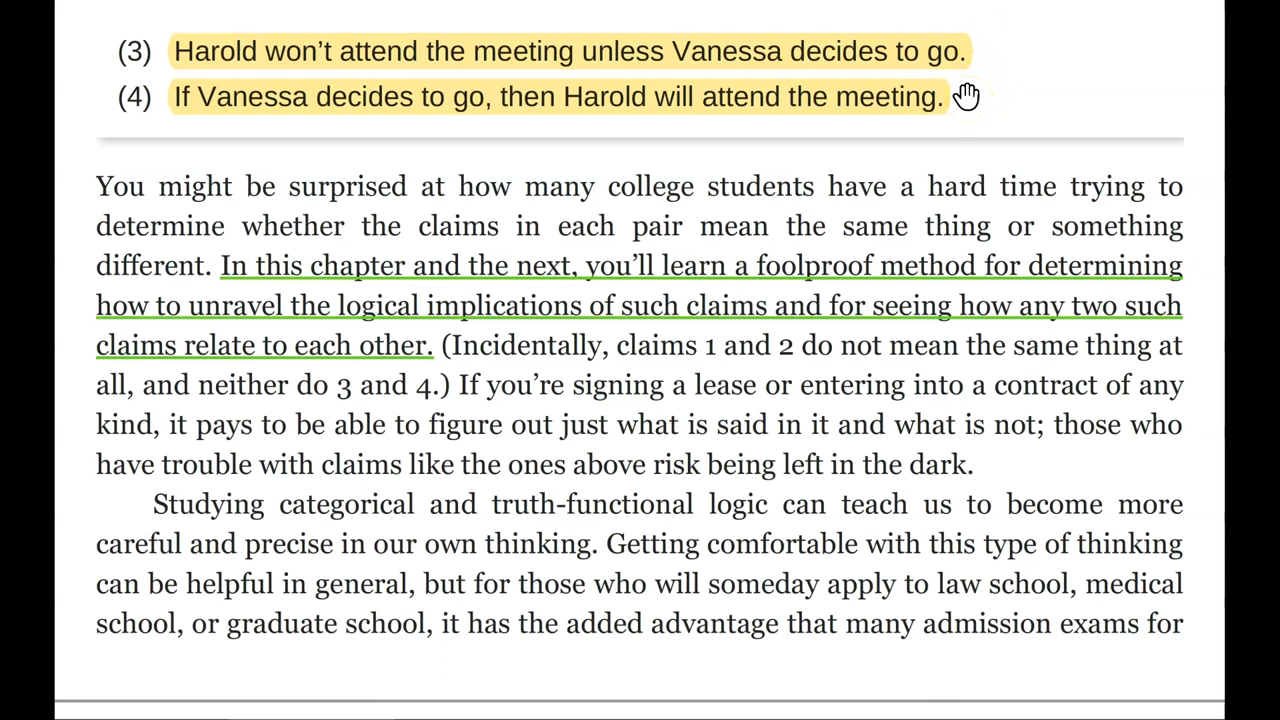 (3) Harold won’t attend the meeting unless Vanessa decides to go.
(4) If Vanessa decides to go, then Harold will attend the meeting.
You might be surprised at how many college students have a hard time trying to
determine whether the claims in each pair mean the same thing or something
different. In this chapter and the next, you’ll learn a foolproof method for determining
how to unravel the logical implications of such claims and for seeing how any two such
claims relate to each other. (Incidentally, claims 1 and 2 do not mean the same thing at
all, and neither do 3 and 4.) If you’re signing a lease or entering into a contract of any
kind, it pays to be able to figure out just what is said in it and what is not; those who
have trouble with claims like the ones above risk being left in the dark.
Studying categorical and truth-functional logic can teach us to become more
careful and precise in our own thinking. Getting comfortable with this type of thinking
can be helpful in general, but for those who will someday apply to law school, medical
school, or graduate school, it has the added advantage that many admission exams for